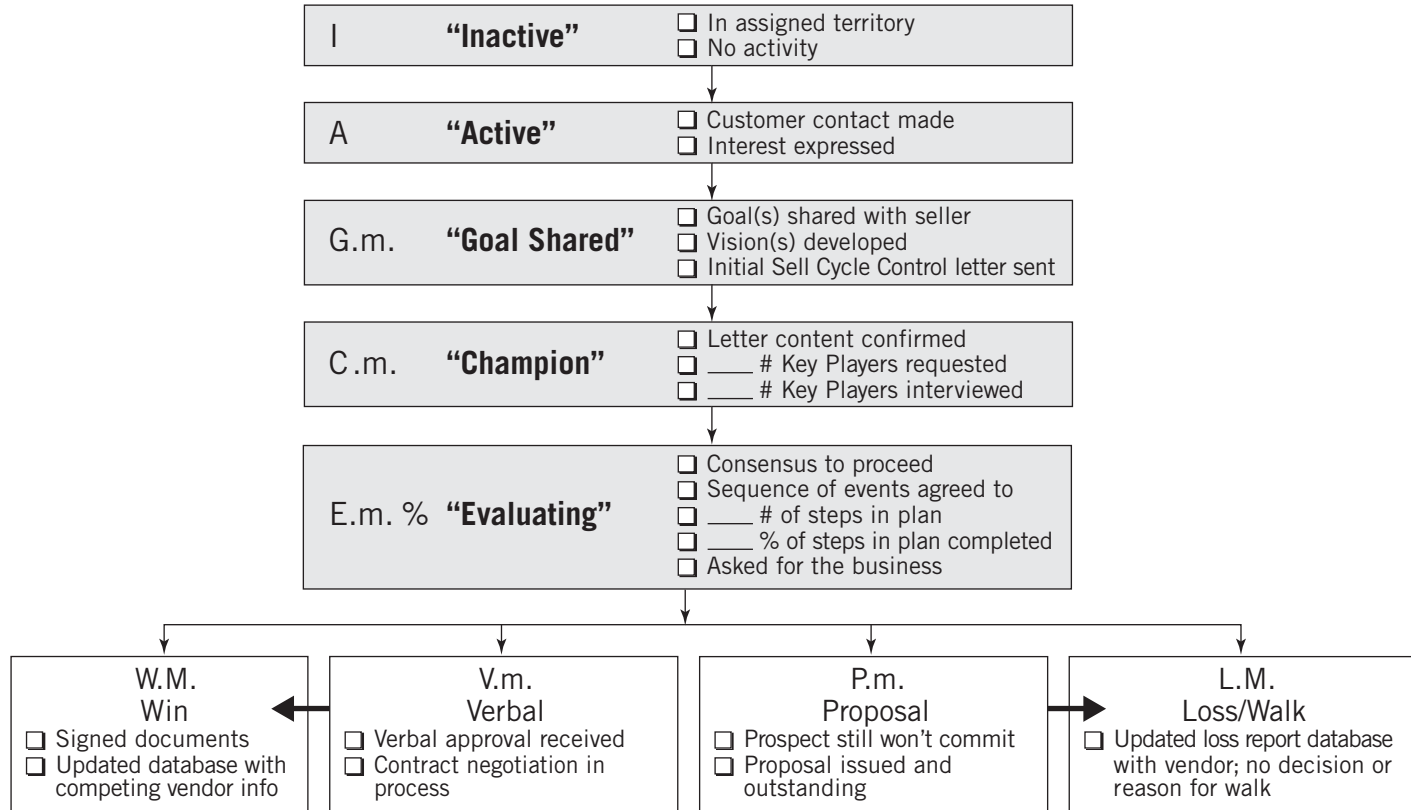 I "Inactive"
❑ In assigned territory
❑ No activity
A “Active”
❑ Customer contact made
❑ Interest expressed
G.m. “Goal Shared”
❑ Goal(s) shared with seller
❑ Vision(s) developed
❑ Initial Sell Cycle Control letter sent
C.m. “Champion”
❑ Letter content confirmed
❑ ____ # Key Players requested
❑ ____ # Key Players interviewed
E.m. % “Evaluating”
❑ Consensus to proceed
❑ Sequence of events agreed to
❑ ____ # of steps in plan
❑ ____ % of steps in plan completed
❑ Asked for the business
W.M.
Win
❑ Signed documents
❑ Updated database with
competing vendor info
V.m.
Verbal
❑ Verbal approval received
❑ Contract negotiation in
process
P.m.
Proposal
❑ Prospect still won’t commit
❑ Proposal issued and
outstanding
L.M.
Loss/Walk
❑ Updated loss report database
with vendor; no decision or
reason for walk